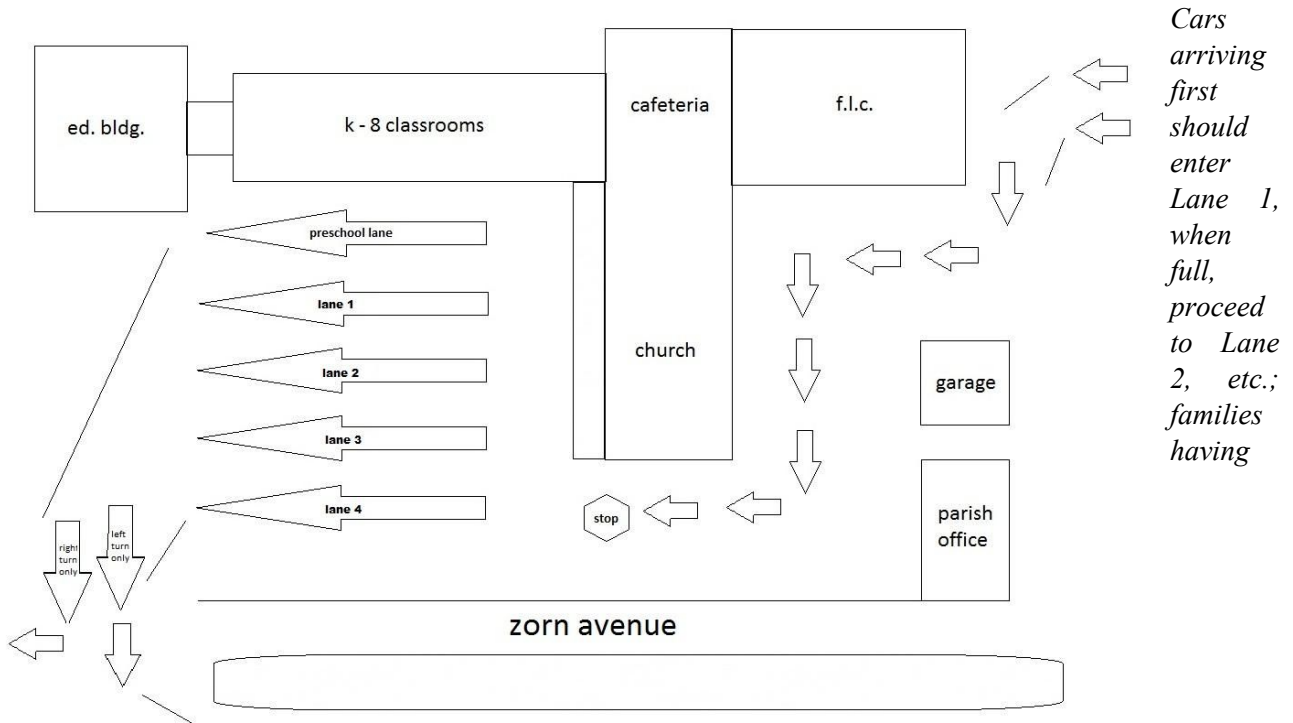 ed. bldg.
k - 8 classrooms
cafeteria
f.l.c.
preschool lane
lane 1
lane 2
lane 3
lane 4
church
garage
parish
office
stop
right
turn
only
left
turn
only
zorn avenue
Cars
arriving
first
should
enter
Lane 1,
when
full,
proceed
to Lane
2, etc.;
families
having